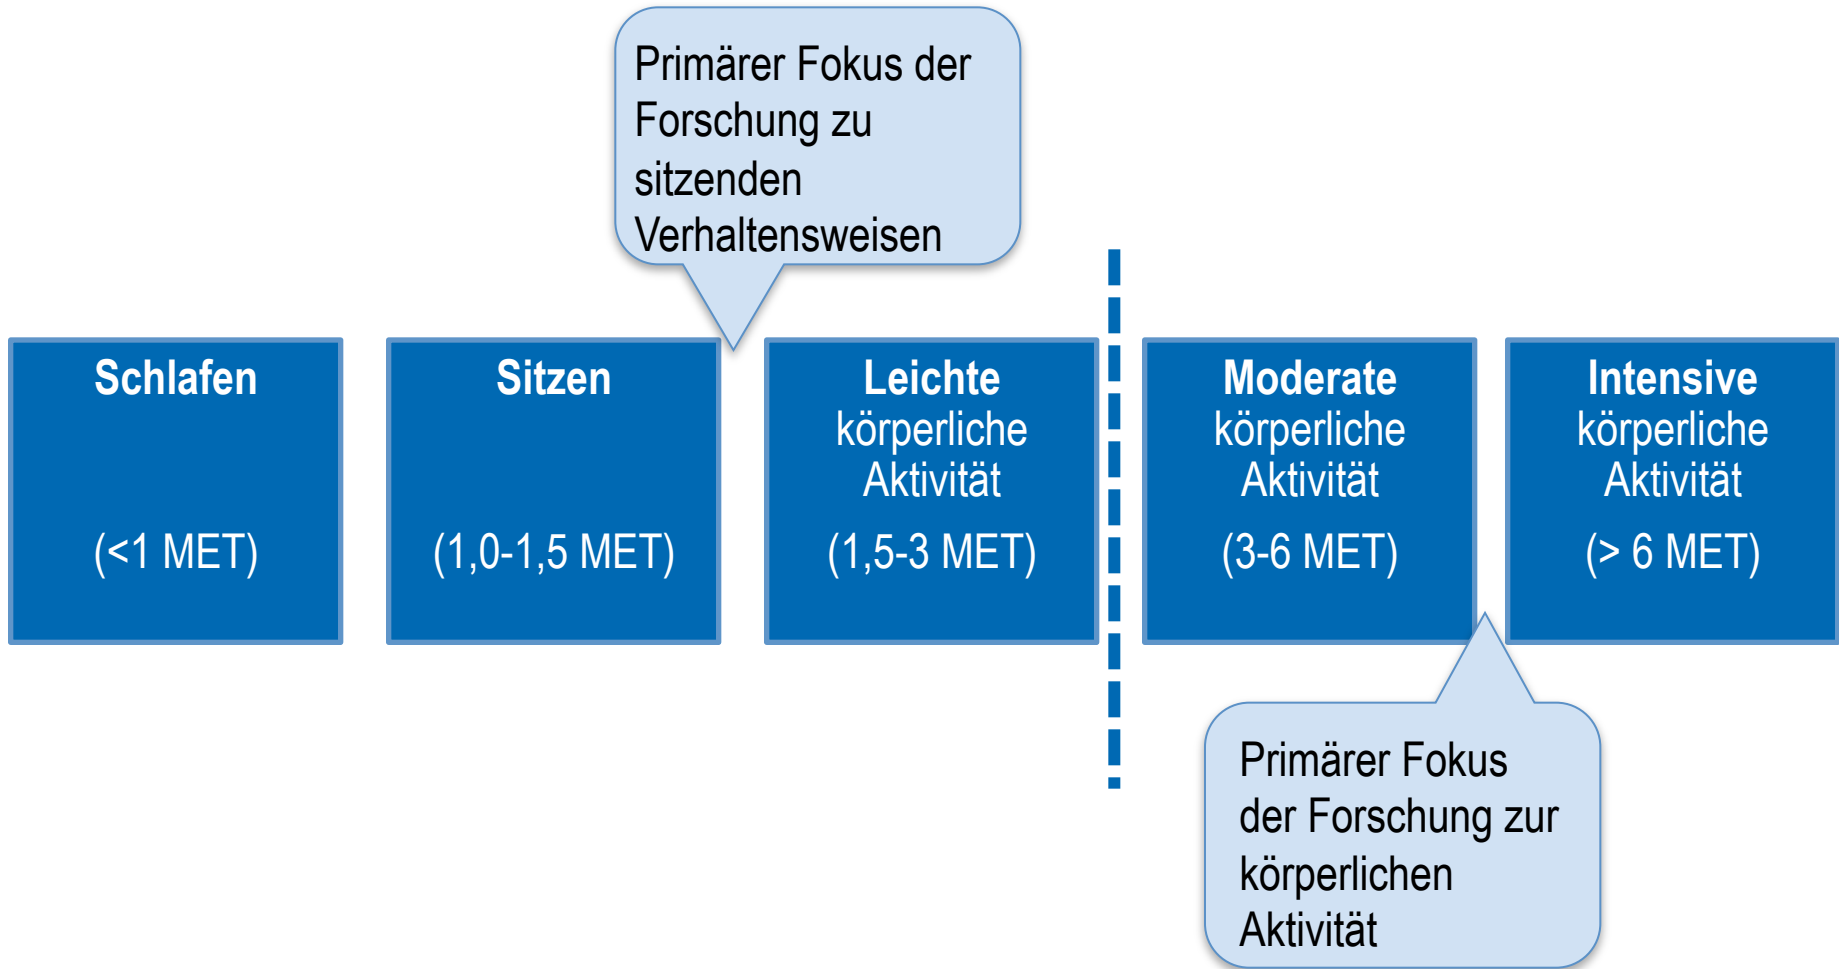 Primärer Fokus der
Forschung zu
sitzenden
Verhaltensweisen
Schlafen
(<1 MET)
Sitzen
(1,0-1,5 MET)
Leichte
körperliche
Aktivität
(1,5-3 MET)
Moderate
körperliche
Aktivität
(3-6 MET)
Intensive
körperliche
Aktivität
(> 6 MET)
Primärer Fokus
der Forschung zur
körperlichen
Aktivität